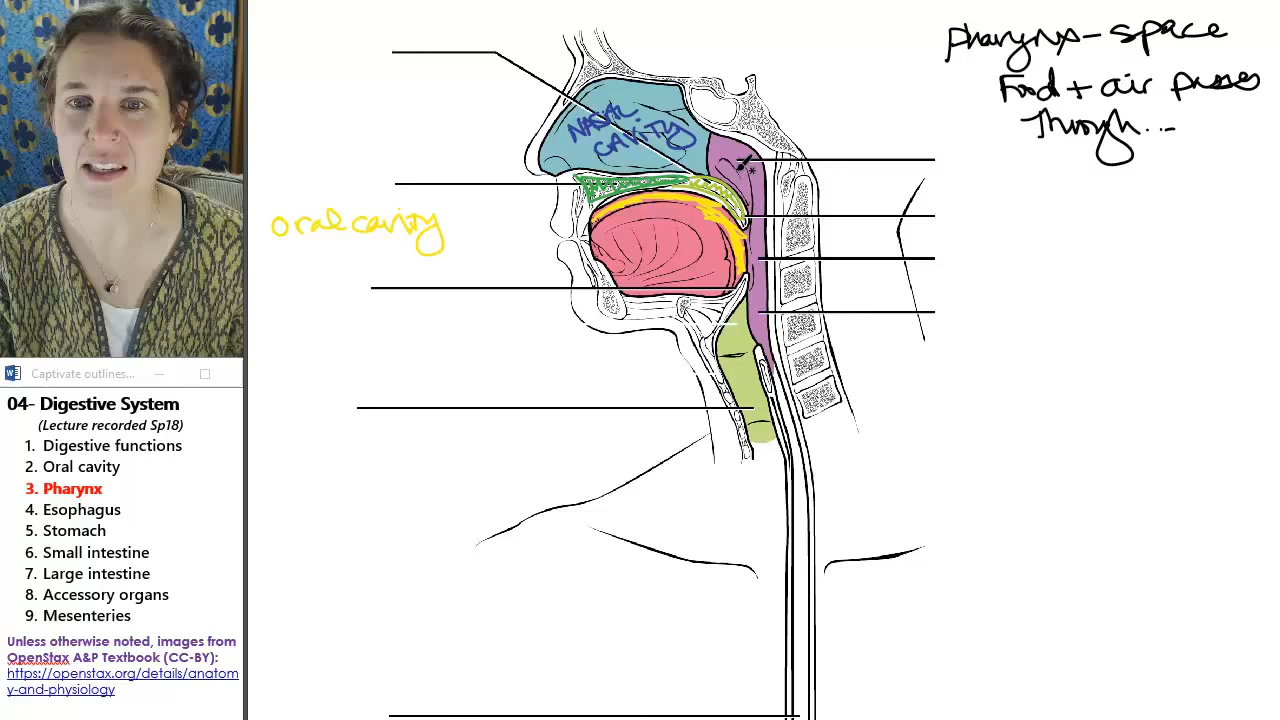 Pharynx - space
Food + air passes
through...
NASAL
CAVITY
oral cavity
Captivate outlines...
04- Digestive System
(Lecture recorded Sp18)
1. Digestive functions
2. Oral cavity
3. Pharynx
4. Esophagus
5. Stomach
6. Small intestine
7. Large intestine
8. Accessory organs
9. Mesenteries
Unless otherwise noted, images from
OpenStax A&P Textbook (CC-BY):
https://openstax.org/details/anatom
y-and-physiology